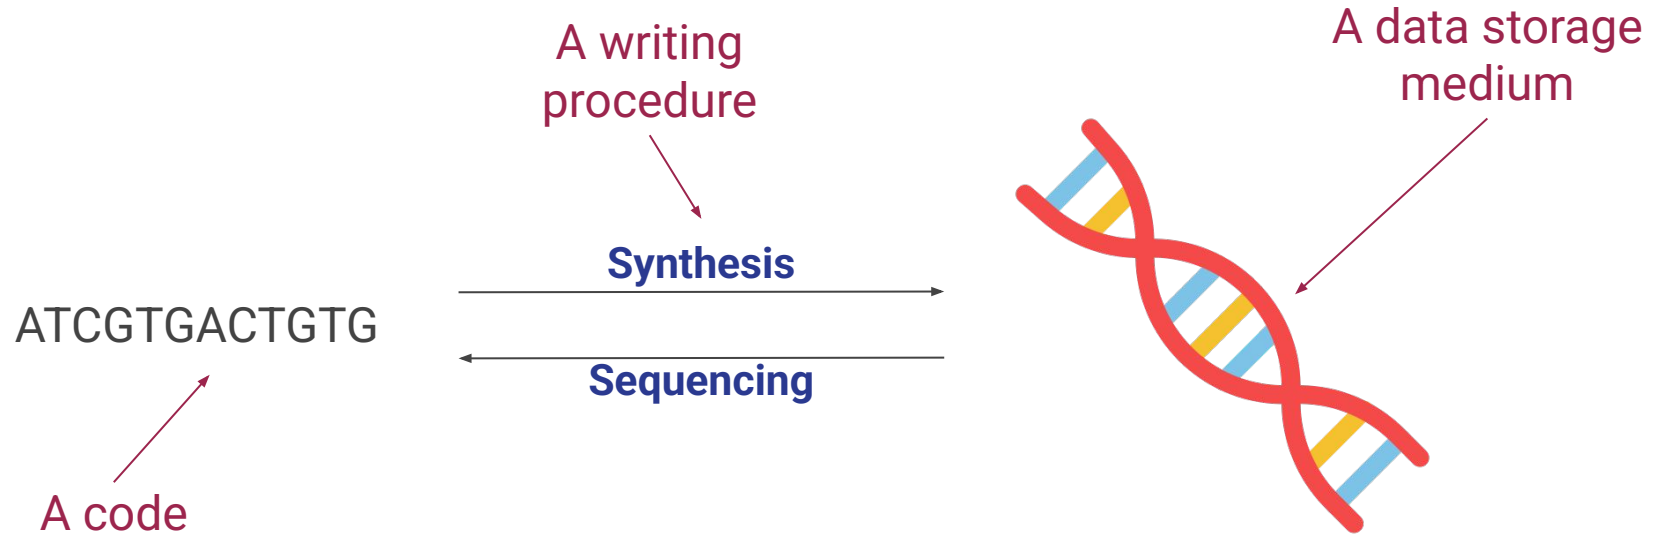 A writing
procedure
A data storage
medium
Synthesis
ATCGTGACTGTG
Sequencing
A code